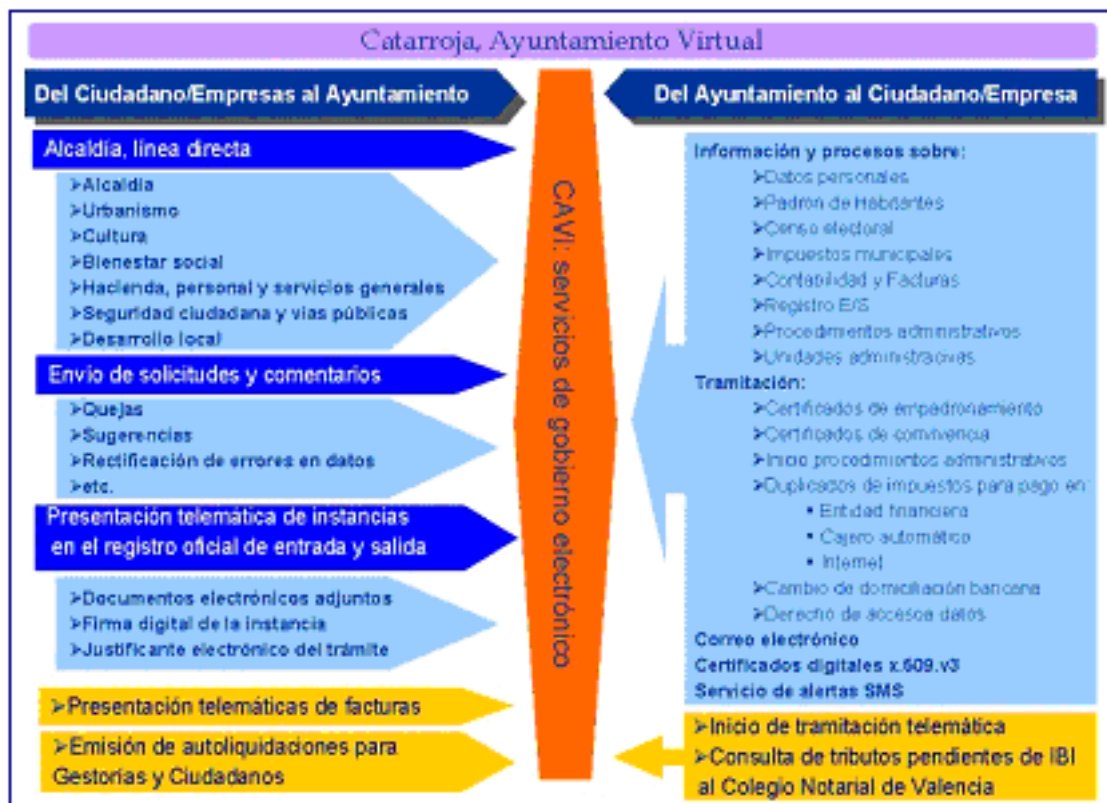 Catarroja, Ayuntamiento Virtual
Del Ciudadano/Empresas al Ayuntamiento
Alcaldía, línea directa
➢Alcaldía
➢Urbanismo
➢Cultura
➢Bienestar social
➢Hacienda, personal y servicios generales
➢Seguridad ciudadana y vías públicas
➢Desarrollo local
Envío de solicitudes y comentarios
➢Quejas
➢Sugerencias
➢Rectificación de errores en datos
➢etc.
Presentación telemática de instancias
en el registro oficial de entrada y salida
➢Documentos electrónicos adjuntos
➢Firma digital de la instancia
➢Justificante electrónico del trámite
➢Presentación telemáticas de facturas
➢Emisión de autoliquidaciones para
Gestorías y Ciudadanos
CAVI: servicios de gobierno electrónico
Del Ayuntamiento al Ciudadano/Empresa
Información y procesos sobre:
➢Datos personales
➢Padrón de Habitantes
➢Censo electoral
➢Impuestos municipales
➢Contabilidad y Facturas
➢Registro E/S
➢Procedimientos administrativos
➢Unidades administrativas
Tramitación:
➢Certificados de empadronamiento
➢Certificados de convivencia
➢Inicio procedimientos administrativos
➢Duplicados de impuestos para pago en:
▪ Entidad financiera
▪ Cajero automático
▪ Internet
➢Cambio de domiciliación bancaria
➢Derecho de acceso a datos
Correo electrónico
Certificados digitales x.509.v3
Servicio de alertas SMS
➢Inicio de tramitación telemática
➢Consulta de tributos pendientes de IBI
al Colegio Notarial de Valencia